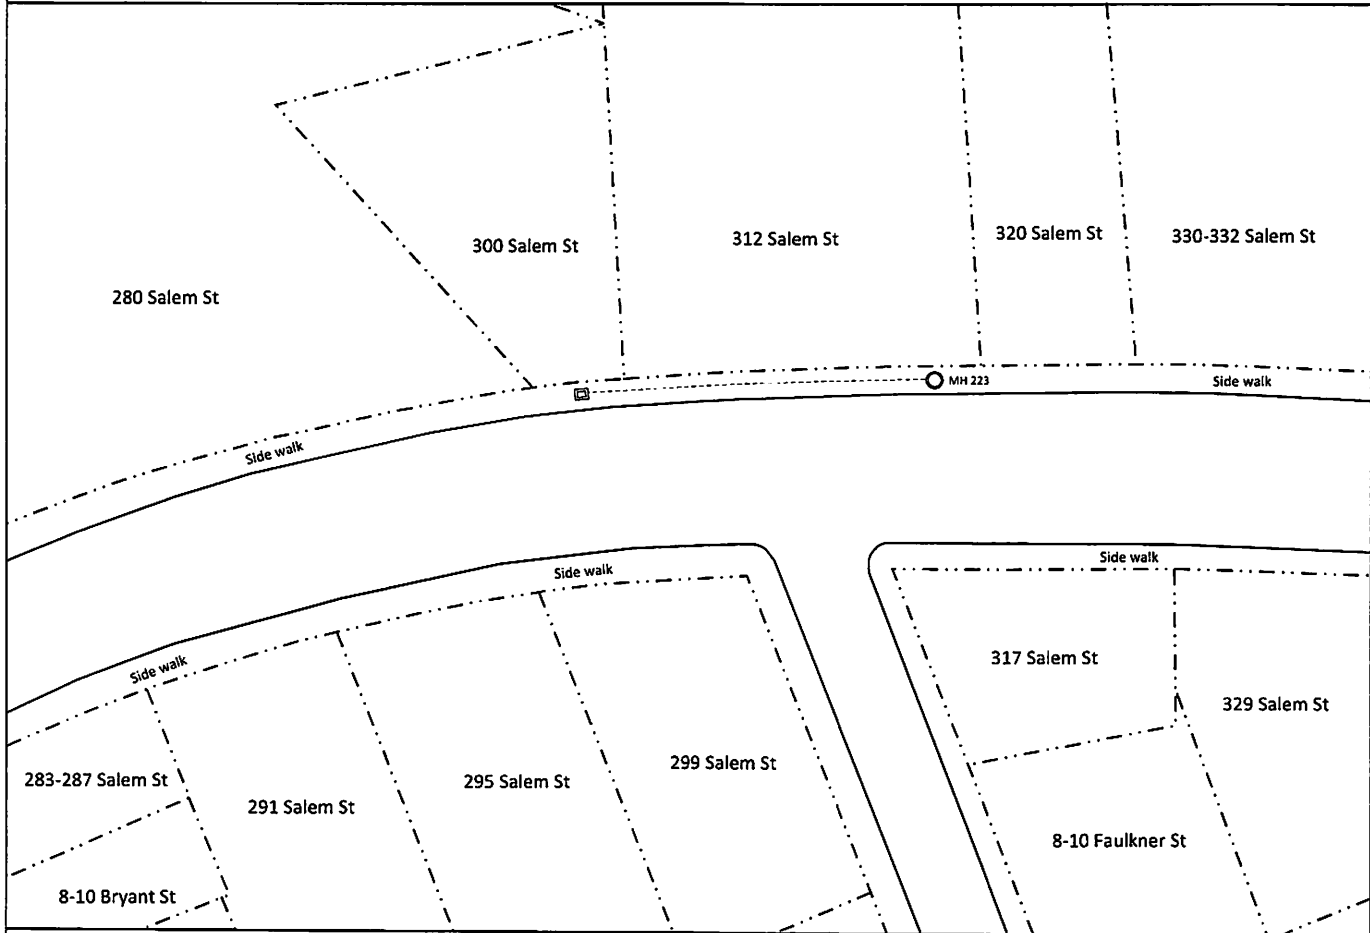 300 Salem St
312 Salem St
320 Salem St
330-332 Salem St
280 Salem St
MH 223
Side walk
Side walk
Side walk
Side walk
Side walk
317 Salem St
329 Salem St
283-287 Salem St
291 Salem St
295 Salem St
299 Salem St
8-10 Faulkner St
8-10 Bryant St